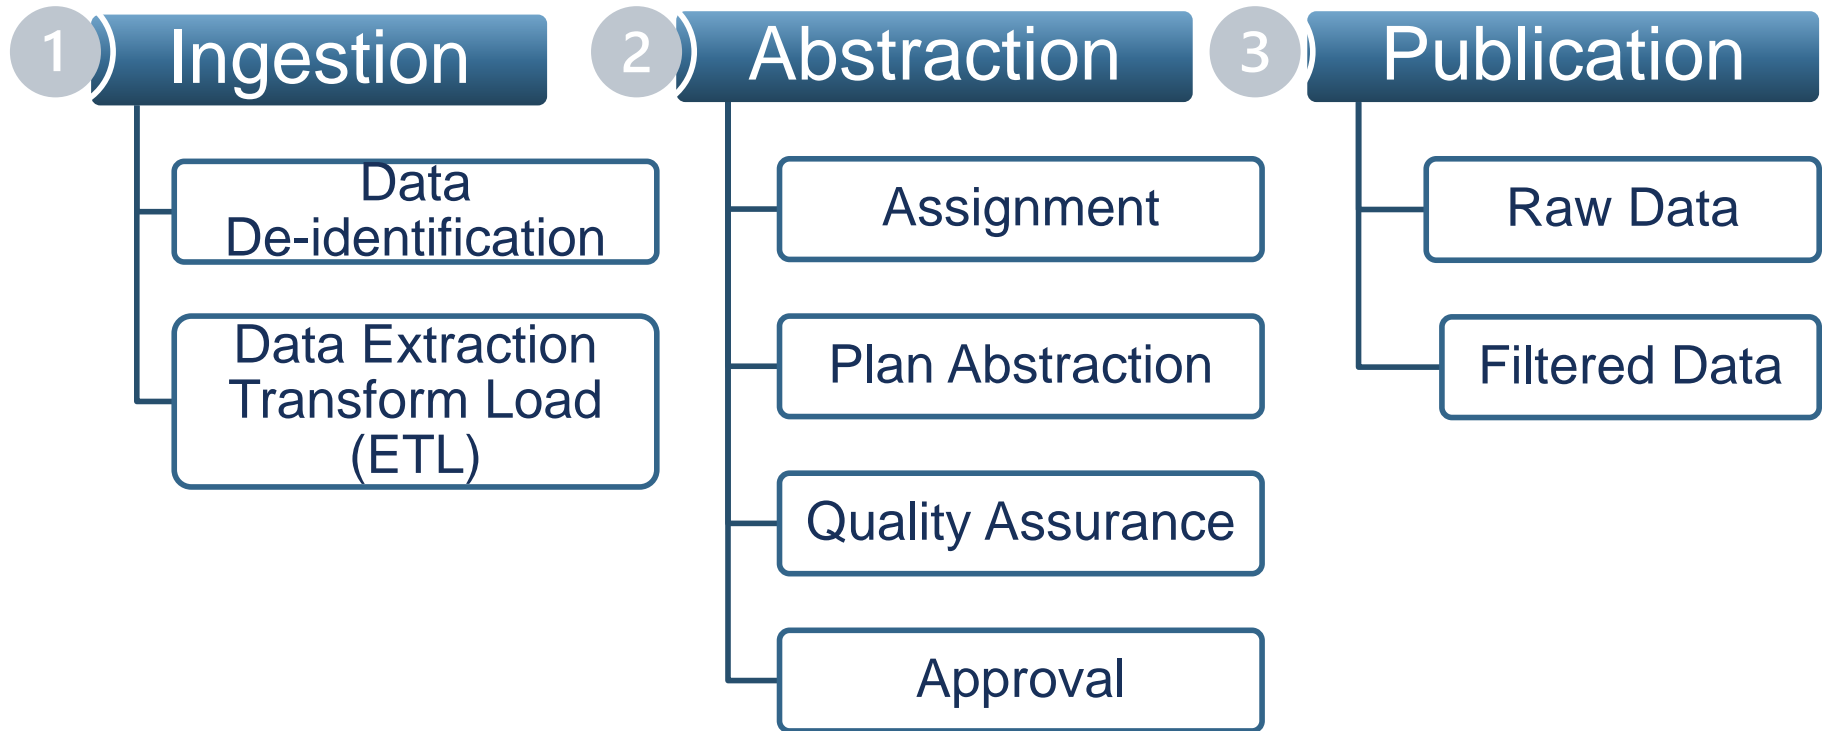 1
Ingestion
Data
De-identification
Data Extraction
Transform Load
(ETL)
2
Abstraction
Assignment
Plan Abstraction
Quality Assurance
Approval
3
Publication
Raw Data
Filtered Data